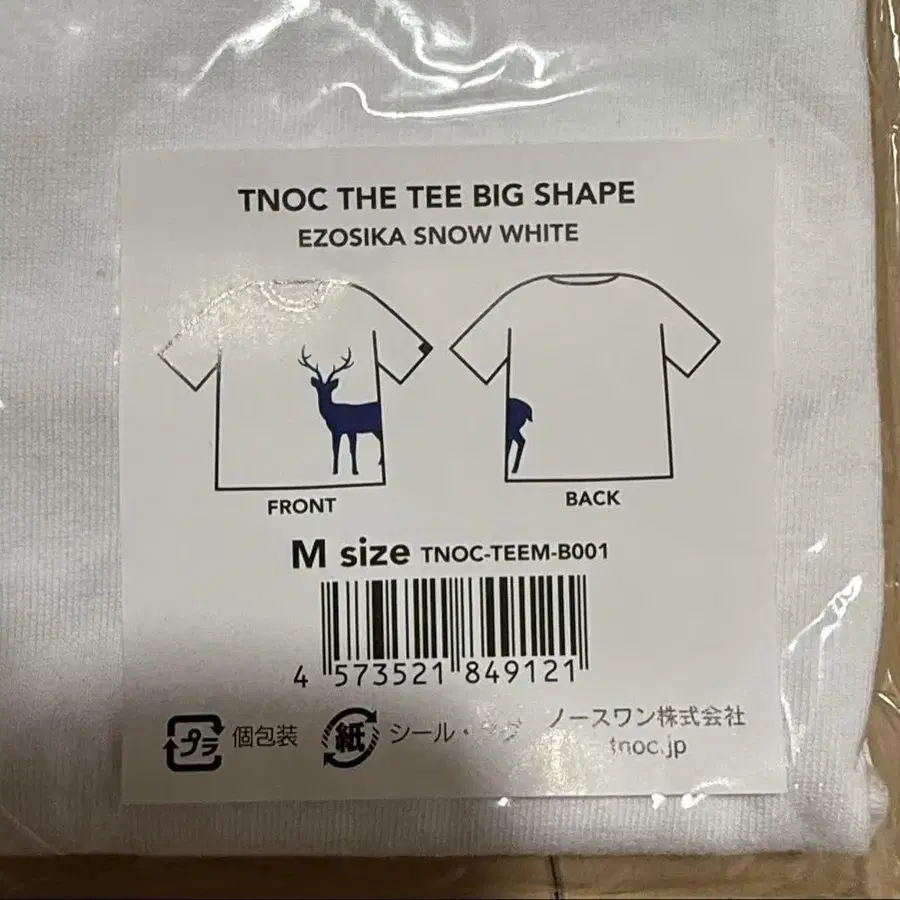 TNOC THE TEE BIG SHAPE
EZOSIKA SNOW WHITE
FRONT
BACK
M size TNOC-TEEM-B001
4 573521 849121
プラ 個包装
紙 シール・
ノースワン株式会社
tnoc.jp